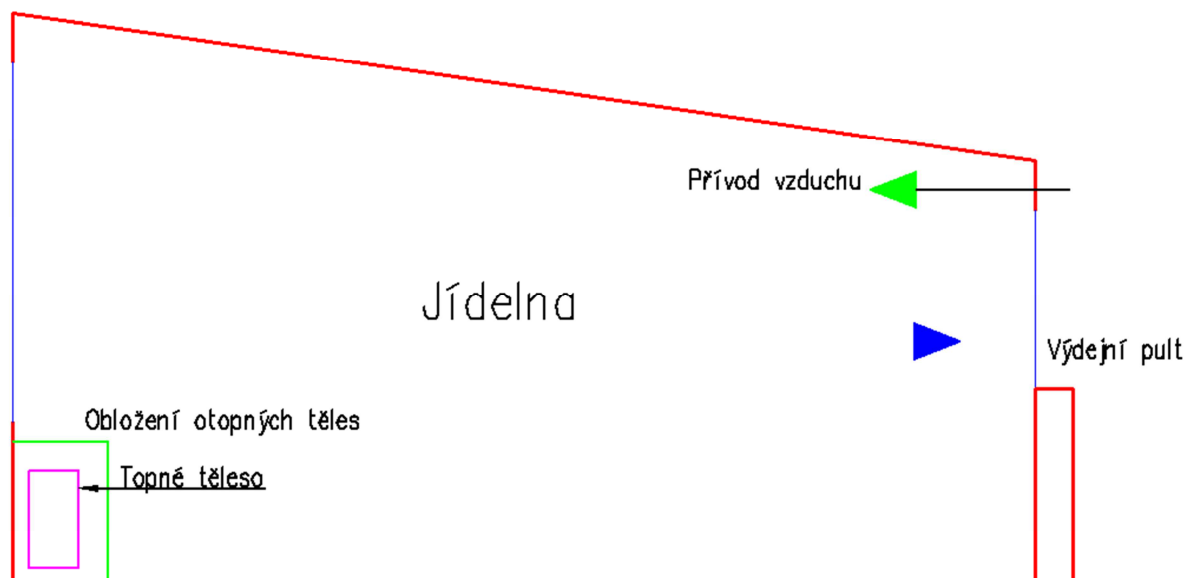 Přívod vzduchu
Jídelna
Výdejní pult
Obložení otopných těles
Topné těleso